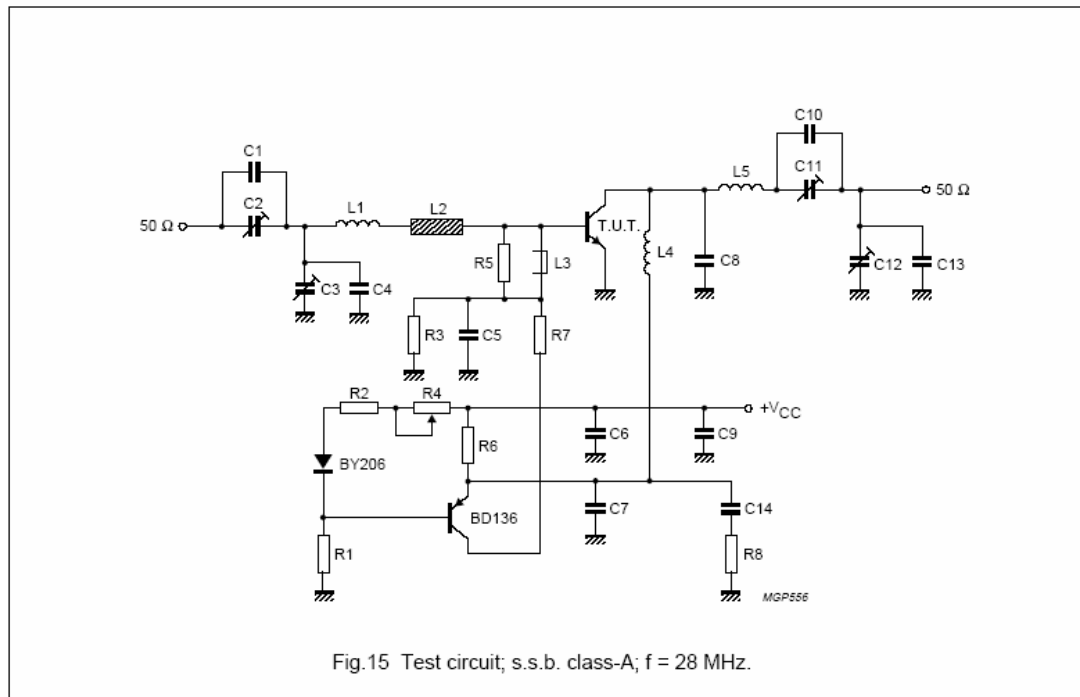 C10
C1
C11
L5
C2
L1
L2
50 Ω
50 Ω
T.U.T.
L4
R5
L3
C8
C12
C13
C3
C4
R3
C5
R7
R2
R4
+VCC
R6
C6
C9
BY206
C7
C14
BD136
R1
R8
MGP556
Fig.15 Test circuit; s.s.b. class-A; f = 28 MHz.